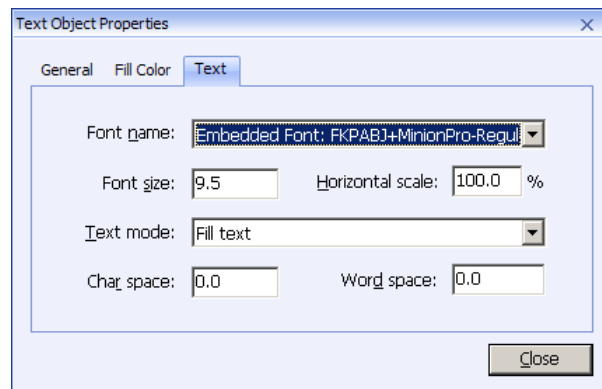 Text Object Properties
General Fill Color Text
Font name: Embedded Font: FKPABJ+MinionPro-Regul
Font size: 9.5 Horizontal scale: 100.0 %
Text mode: Fill text
Char space: 0.0 Word space: 0.0
Close